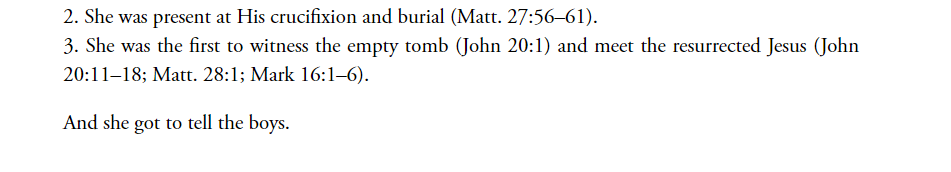 2. She was present at His crucifixion and burial (Matt. 27:56–61).
3. She was the first to witness the empty tomb (John 20:1) and meet the resurrected Jesus (John
20:11–18; Matt. 28:1; Mark 16:1–6).
And she got to tell the boys.